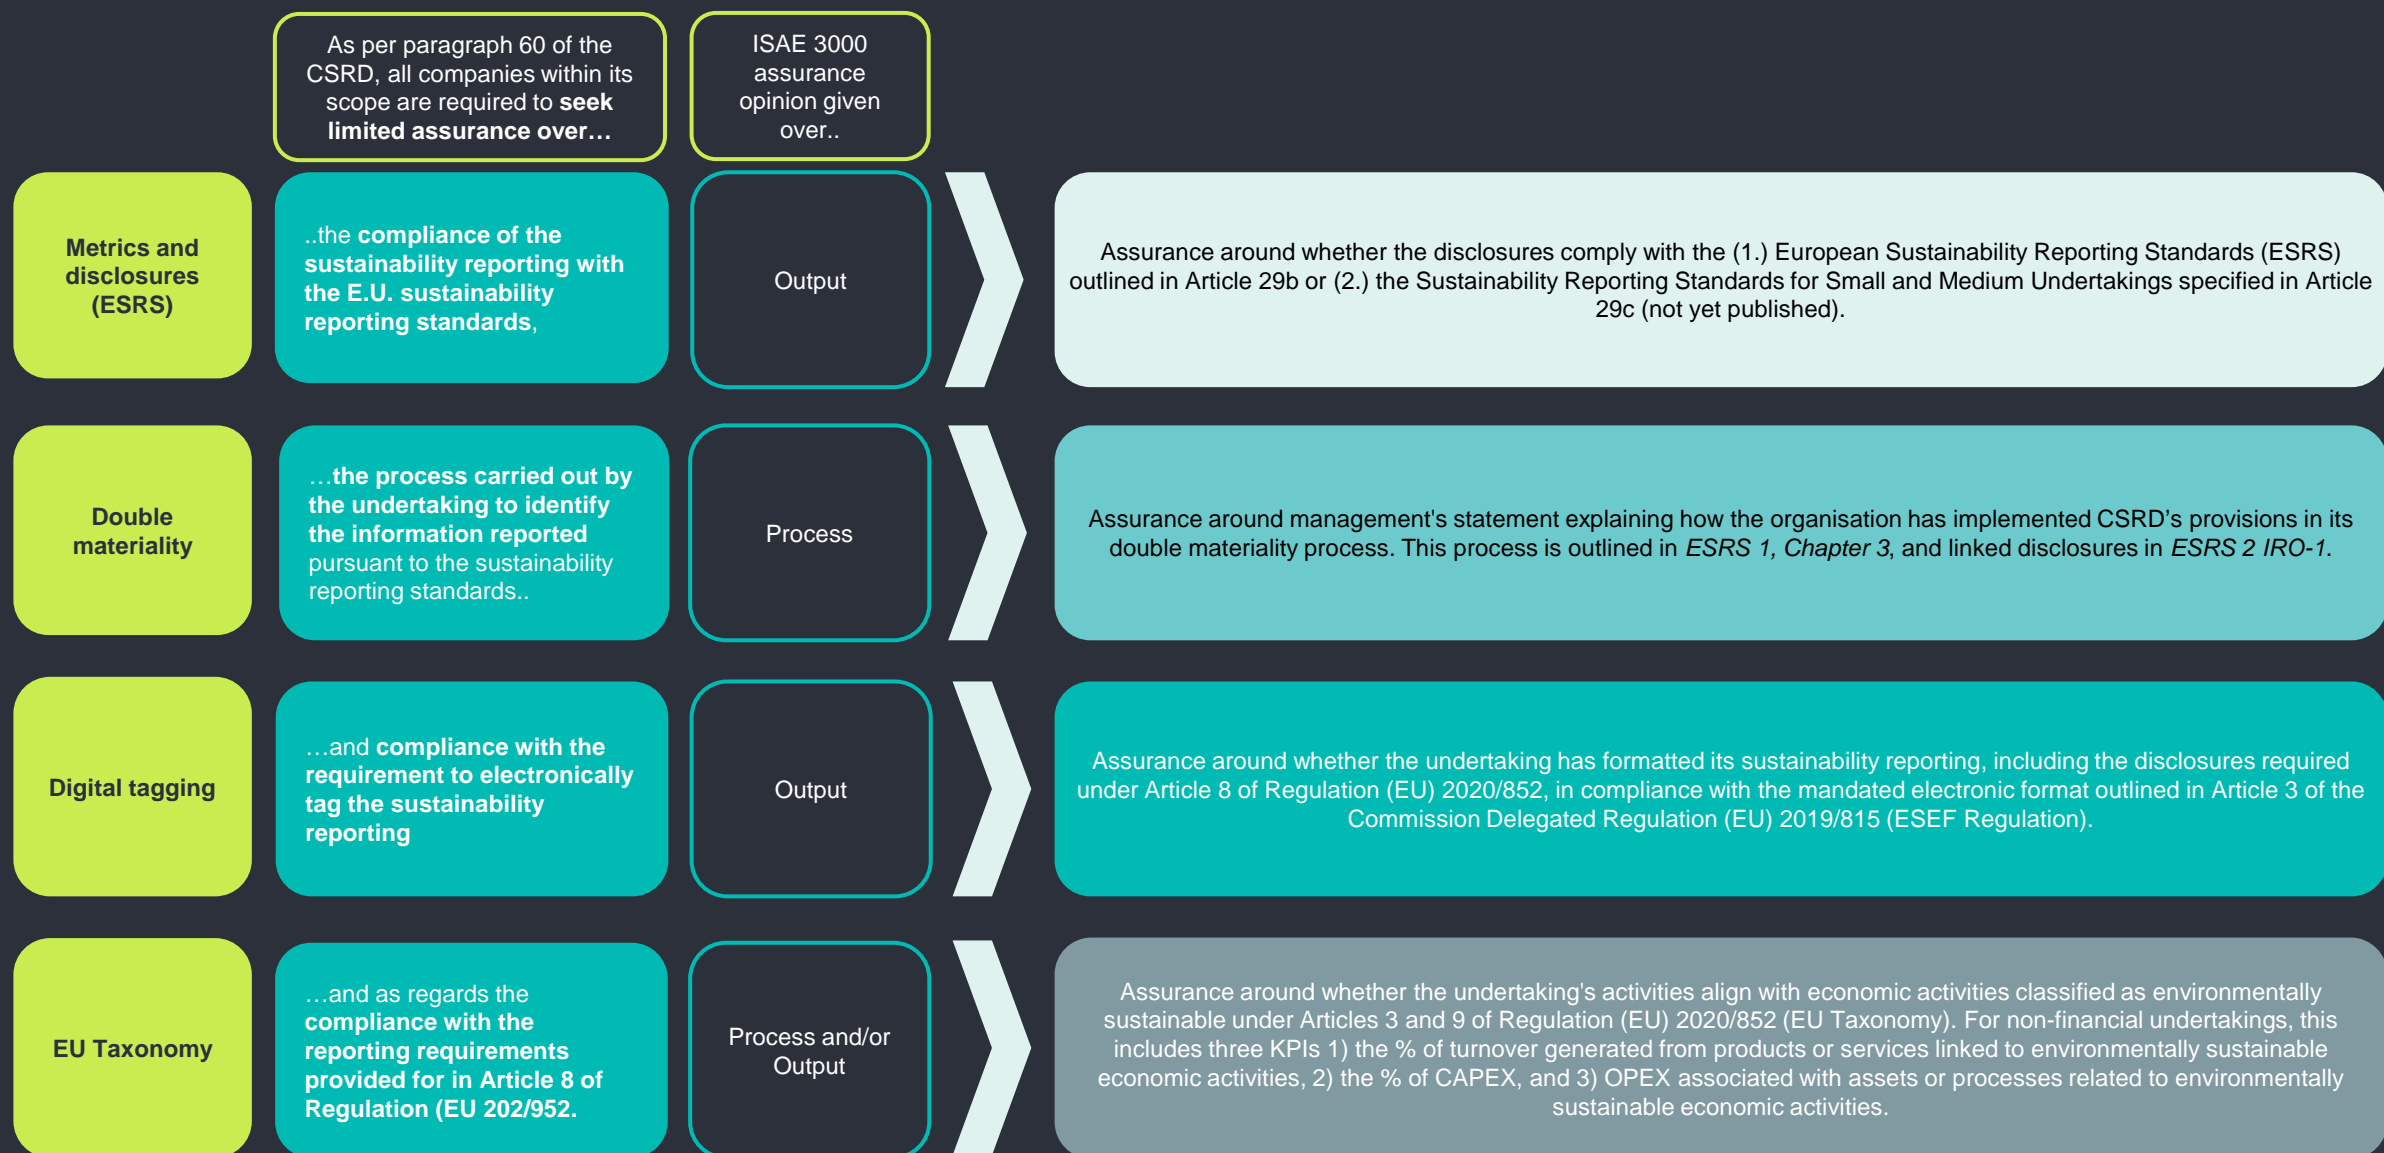 As per paragraph 60 of the
CSRD, all companies within its
scope are required to seek
limited assurance over…
ISAE 3000
assurance
opinion given
over..
Metrics and
disclosures
(ESRS)
..the compliance of the
sustainability reporting with
the E.U. sustainability
reporting standards,
Output
Assurance around whether the disclosures comply with the (1.) European Sustainability Reporting Standards (ESRS)
outlined in Article 29b or (2.) the Sustainability Reporting Standards for Small and Medium Undertakings specified in Article
29c (not yet published).
Double
materiality
…the process carried out by
the undertaking to identify
the information reported
pursuant to the sustainability
reporting standards..
Process
Assurance around management's statement explaining how the organisation has implemented CSRD’s provisions in its
double materiality process. This process is outlined in ESRS 1, Chapter 3, and linked disclosures in ESRS 2 IRO-1.
Digital tagging
…and compliance with the
requirement to electronically
tag the sustainability
reporting
Output
Assurance around whether the undertaking has formatted its sustainability reporting, including the disclosures required
under Article 8 of Regulation (EU) 2020/852, in compliance with the mandated electronic format outlined in Article 3 of the
Commission Delegated Regulation (EU) 2019/815 (ESEF Regulation).
EU Taxonomy
…and as regards the
compliance with the
reporting requirements
provided for in Article 8 of
Regulation (EU 202/952.
Process and/or
Output
Assurance around whether the undertaking's activities align with economic activities classified as environmentally
sustainable under Articles 3 and 9 of Regulation (EU) 2020/852 (EU Taxonomy). For non-financial undertakings, this
includes three KPIs 1) the % of turnover generated from products or services linked to environmentally sustainable
economic activities, 2) the % of CAPEX, and 3) OPEX associated with assets or processes related to environmentally
sustainable economic activities.